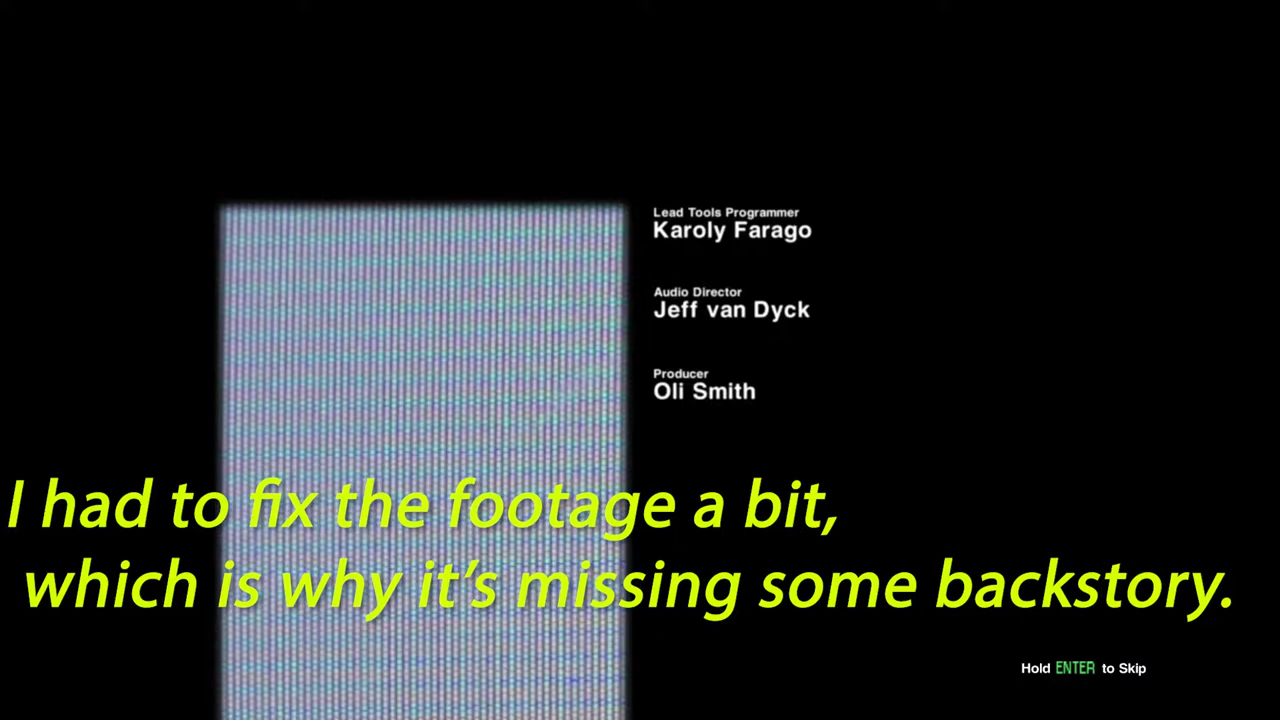 Lead Tools Programmer
Karoly Farago
Audio Director
Jeff van Dyck
Producer
Oli Smith
I had to fix the footage a bit,
which is why it's missing some backstory.
Hold ENTER to Skip